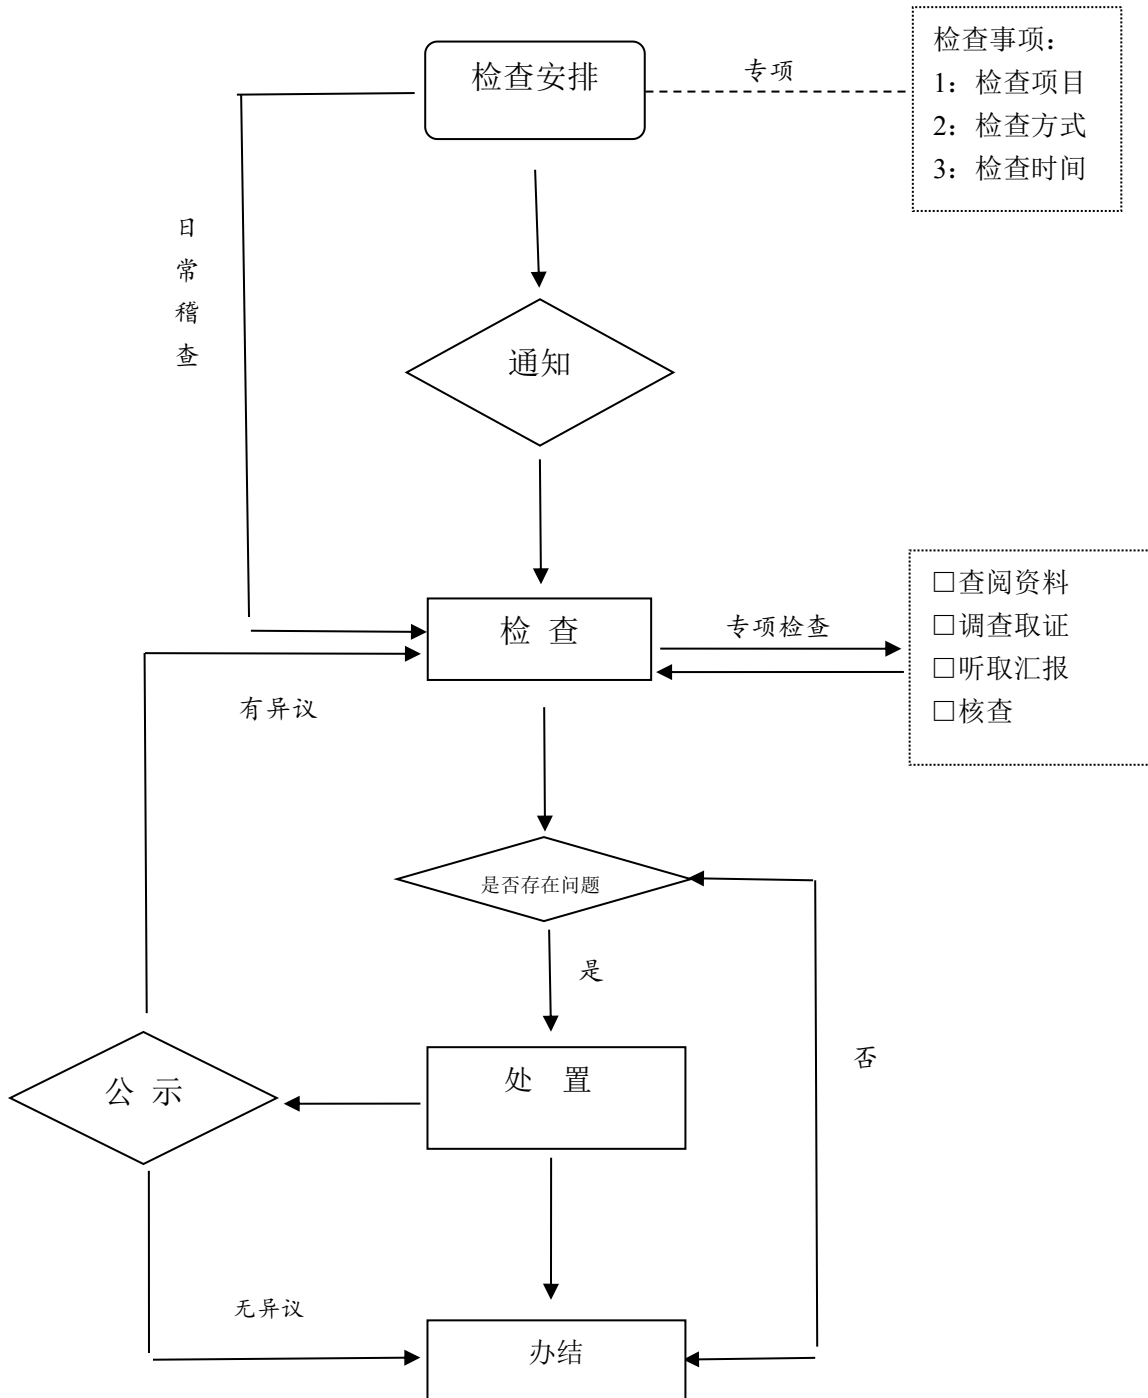 检查安排
专项
检查事项：
1：检查项目
2：检查方式
3：检查时间
日
常
稽
查
通知
检 查
专项检查
□查阅资料
□调查取证
□听取汇报
□核查
有异议
是否存在问题
是
否
处 置
公 示
无异议
办结